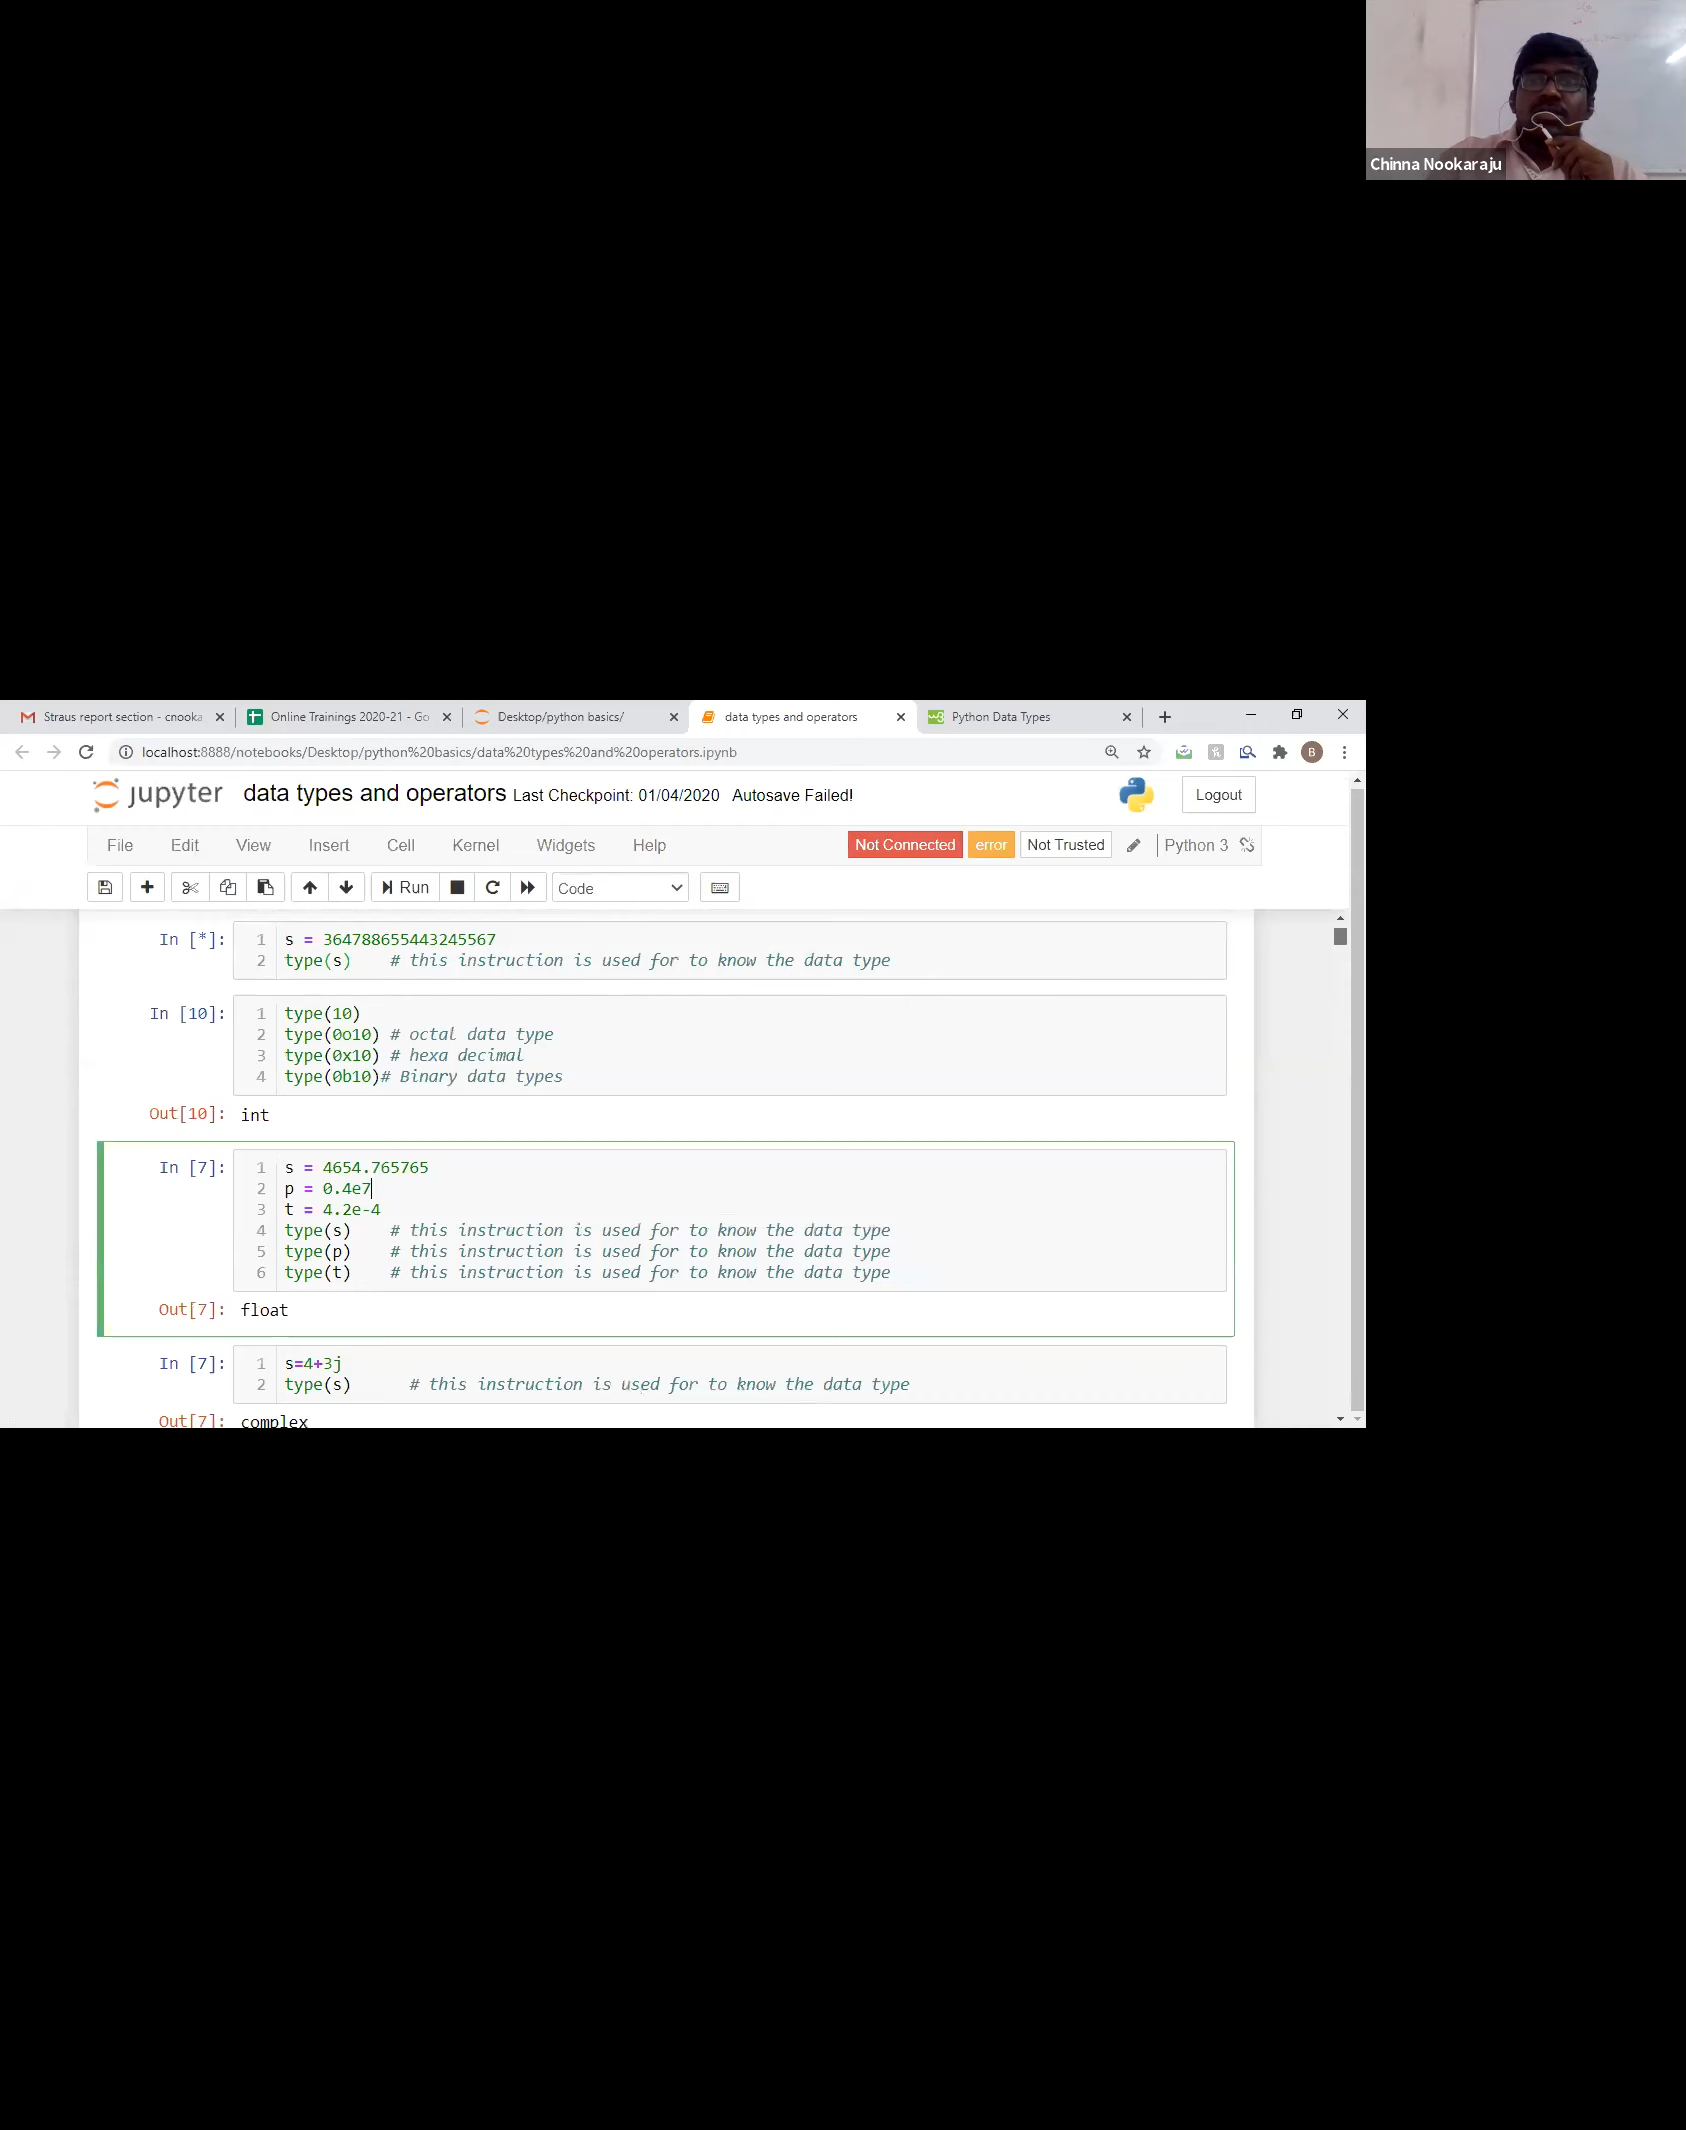 Chinna Nookaraju
Straus report section - cnooka
Online Trainings 2020-21 - Go
Desktop/python basics/
data types and operators
Python Data Types
localhost:8888/notebooks/Desktop/python%20basics/data%20types%20and%20operators.ipynb
B
jupyter data types and operators Last Checkpoint: 01/04/2020 Autosave Failed!
Logout
File Edit View Insert Cell Kernel Widgets Help
Not Connected error Not Trusted Python 3
Run Code
In [*]:
1 s = 364788655443245567
2 type(s) # this instruction is used for to know the data type
In [10]:
1 type(10)
2 type(0o10) # octal data type
3 type(0x10) # hexa decimal
4 type(0b10)# Binary data types
Out[10]: int
In [7]:
1 s = 4654.765765
2 p = 0.4e7
3 t = 4.2e-4
4 type(s) # this instruction is used for to know the data type
5 type(p) # this instruction is used for to know the data type
6 type(t) # this instruction is used for to know the data type
Out[7]: float
In [7]:
1 s=4+3j
2 type(s) # this instruction is used for to know the data type
Out[7]: complex